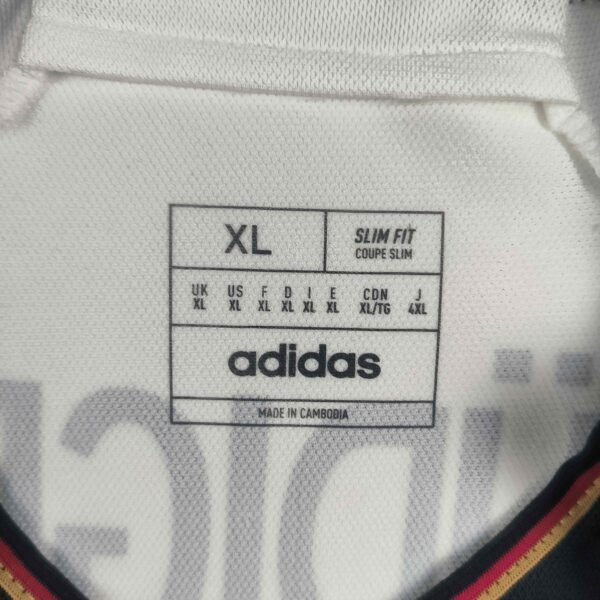 XL
SLIM FIT
COUPE SLIM
UK US F D I E CDN J
XL XL XL XL XL XL XL/TG 4XL
adidas
MADE IN CAMBODIA